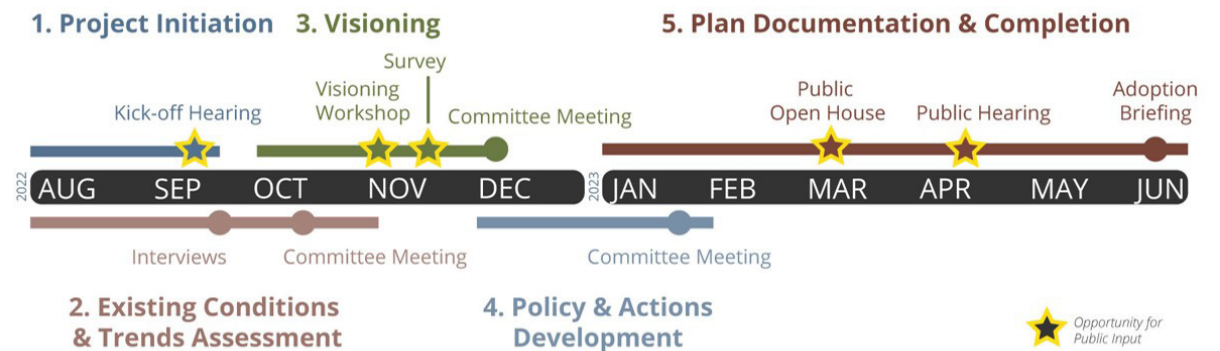 1. Project Initiation
3. Visioning
5. Plan Documentation & Completion
Survey
Kick-off Hearing
Visioning
Workshop
Committee Meeting
Public
Open House
Public Hearing
Adoption
Briefing
2022
AUG SEP OCT NOV DEC
2023
JAN FEB MAR APR MAY JUN
Interviews
Committee Meeting
Committee Meeting
2. Existing Conditions
& Trends Assessment
4. Policy & Actions
Development
Opportunity for
Public Input